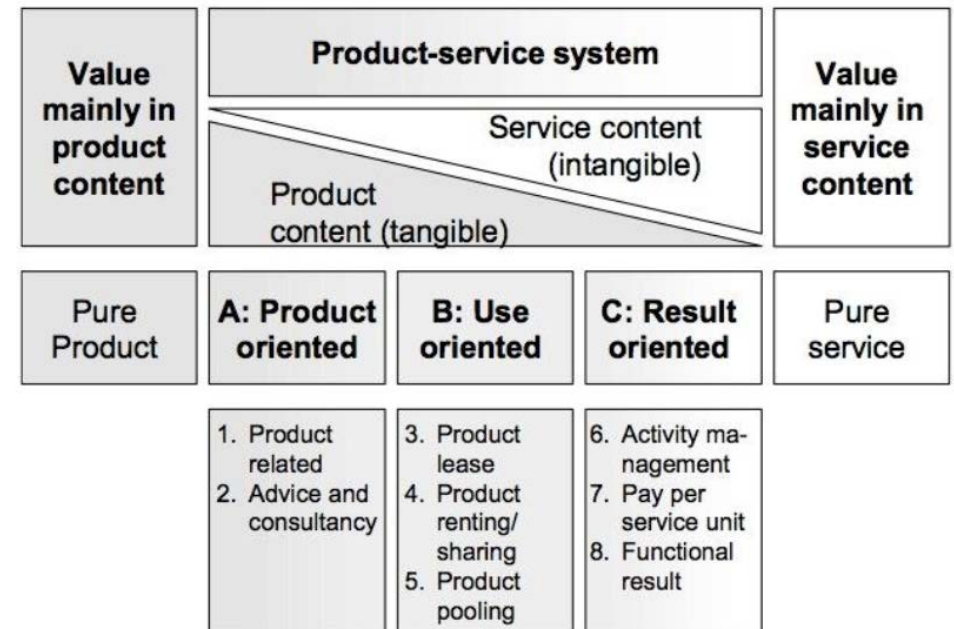 Value
mainly in
product
content
Product-service system
Service content
(intangible)
Product
content (tangible)
Value
mainly in
service
content
Pure
Product
A: Product
oriented
B: Use
oriented
C: Result
oriented
Pure
service
1. Product
related
2. Advice and
consultancy
3. Product
lease
4. Product
renting/
sharing
5. Product
pooling
6. Activity ma-
nagement
7. Pay per
service unit
8. Functional
result